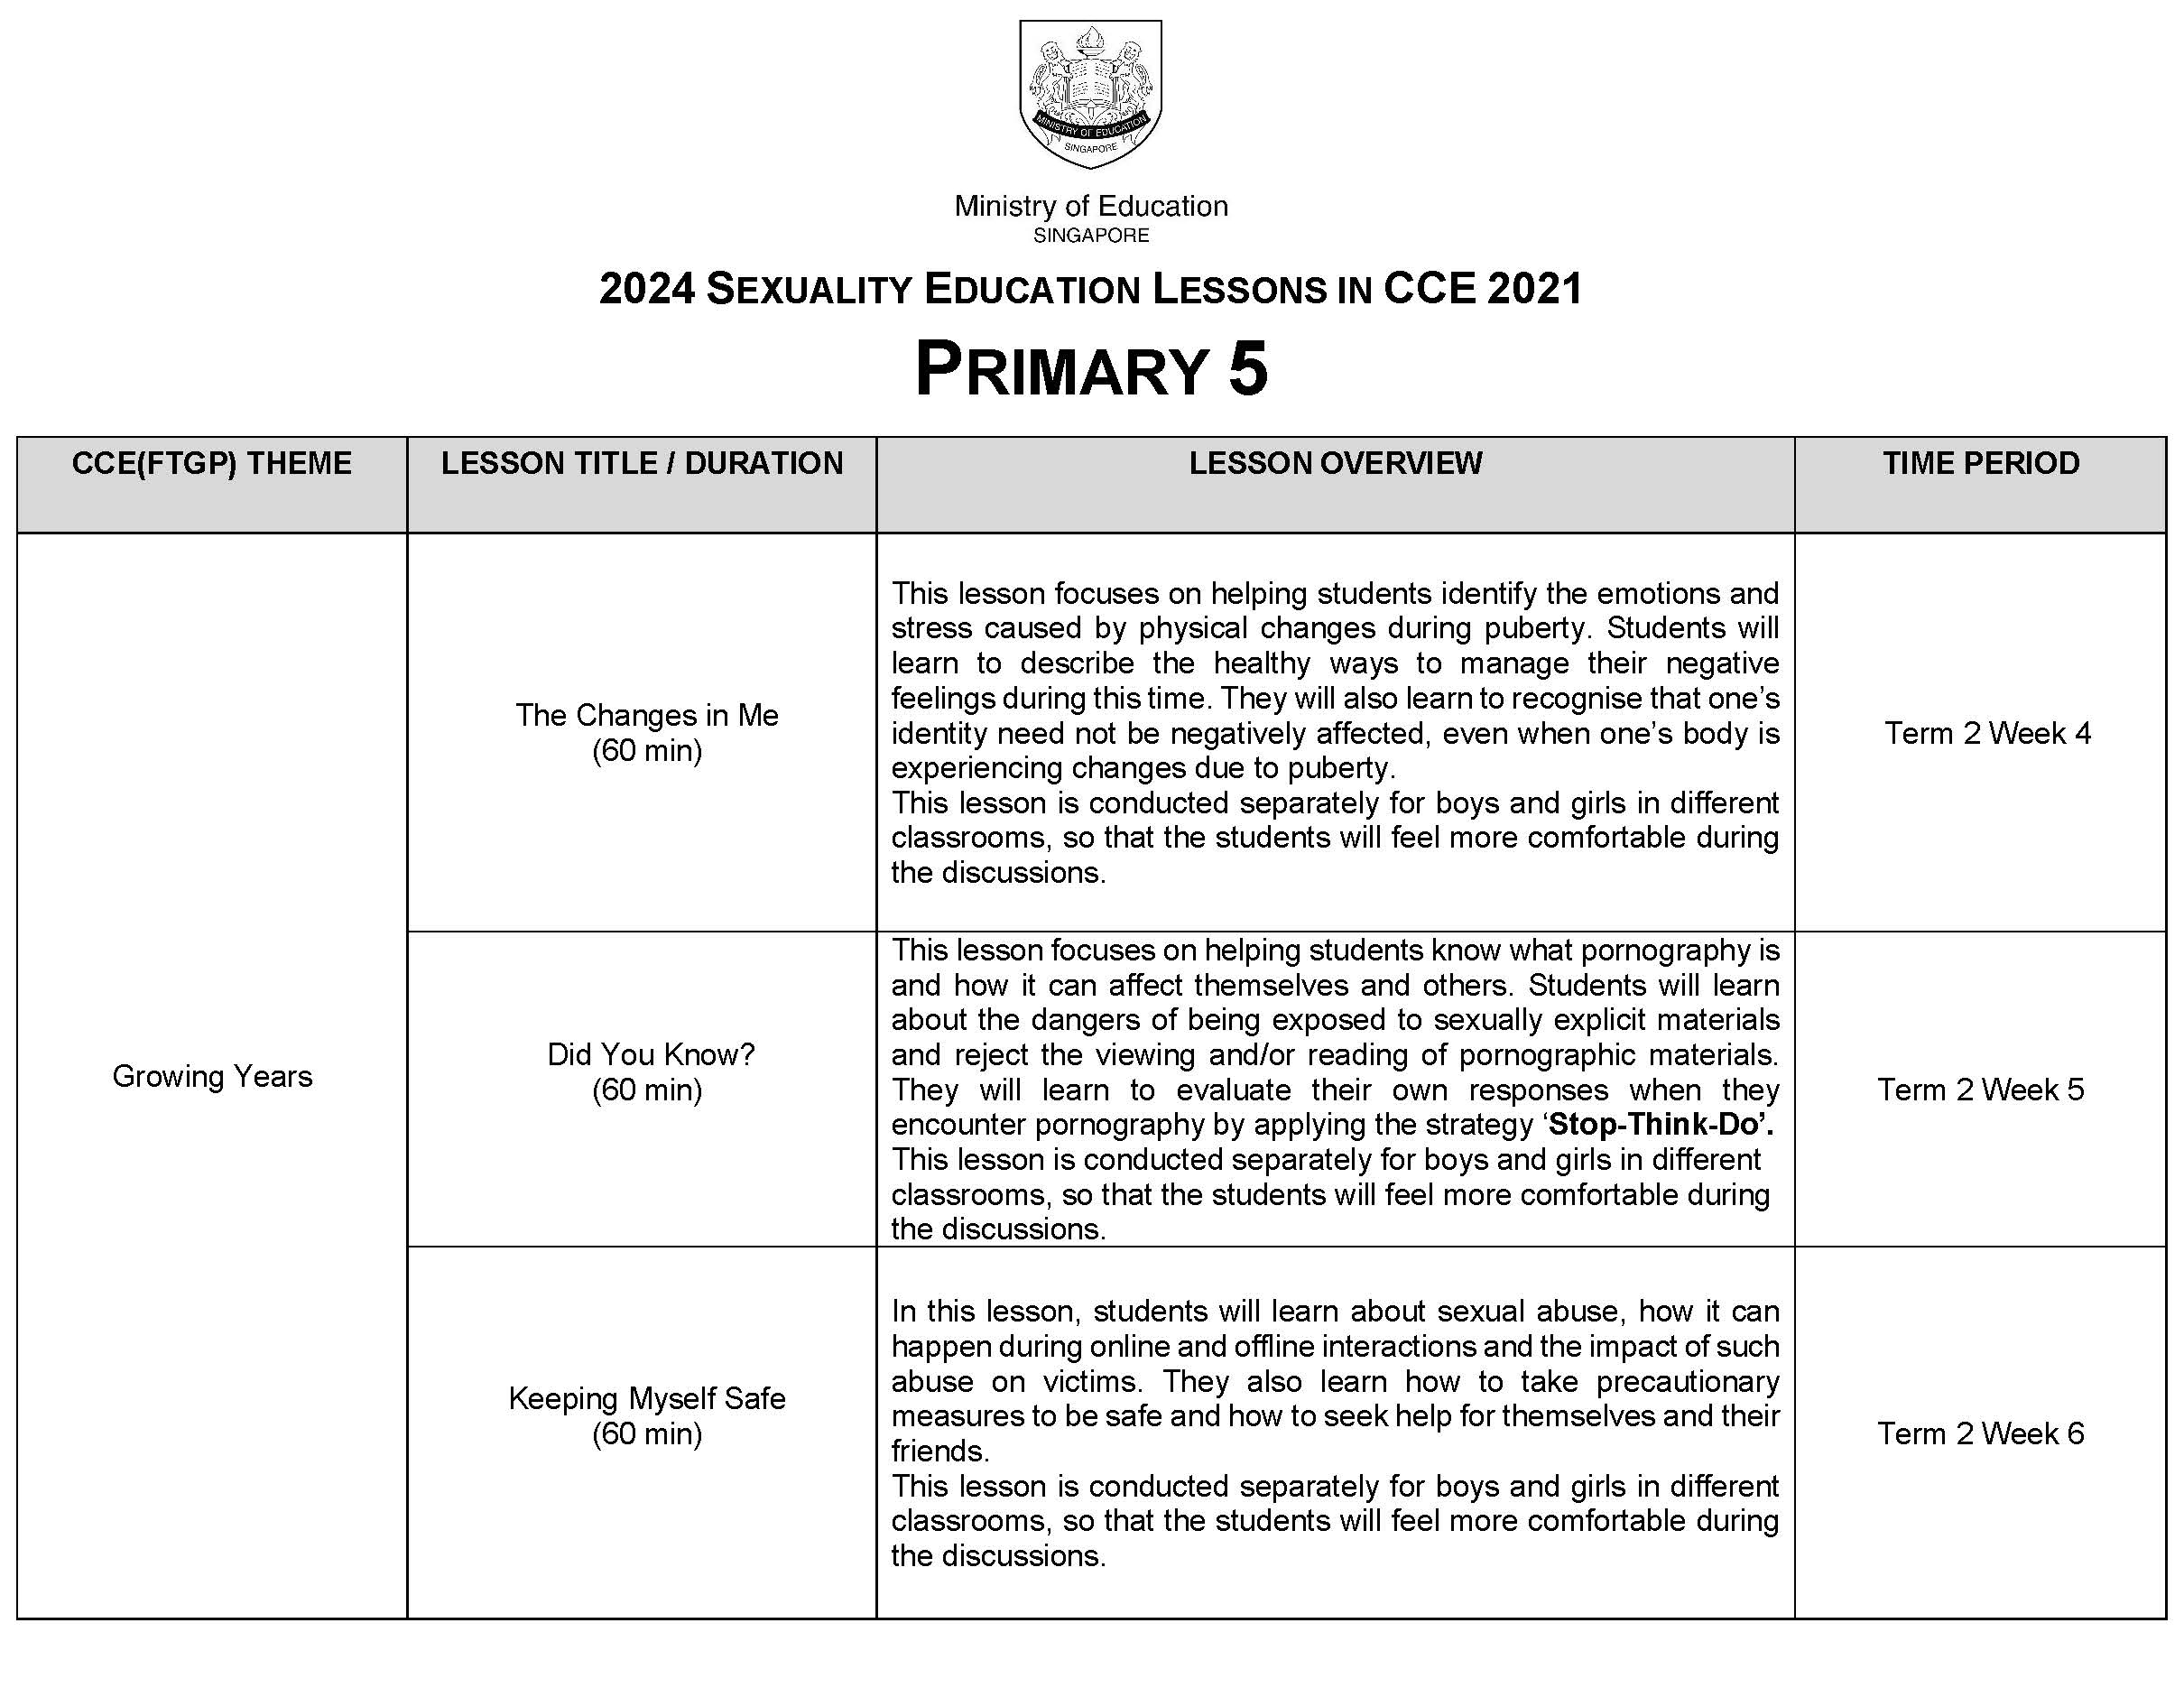 MINISTRY OF EDUCATION
SINGAPORE
Ministry of Education
SINGAPORE
2024 SEXUALITY EDUCATION LESSONS IN CCE 2021
PRIMARY 5
CCE(FTGP) THEME
LESSON TITLE / DURATION
LESSON OVERVIEW
TIME PERIOD
Growing Years
The Changes in Me
(60 min)
This lesson focuses on helping students identify the emotions and
stress caused by physical changes during puberty. Students will
learn to describe the healthy ways to manage their negative
feelings during this time. They will also learn to recognise that one’s
identity need not be negatively affected, even when one’s body is
experiencing changes due to puberty.
This lesson is conducted separately for boys and girls in different
classrooms, so that the students will feel more comfortable during
the discussions.
Term 2 Week 4
Did You Know?
(60 min)
This lesson focuses on helping students know what pornography is
and how it can affect themselves and others. Students will learn
about the dangers of being exposed to sexually explicit materials
and reject the viewing and/or reading of pornographic materials.
They will learn to evaluate their own responses when they
encounter pornography by applying the strategy ‘Stop-Think-Do’.
This lesson is conducted separately for boys and girls in different
classrooms, so that the students will feel more comfortable during
the discussions.
Term 2 Week 5
Keeping Myself Safe
(60 min)
In this lesson, students will learn about sexual abuse, how it can
happen during online and offline interactions and the impact of such
abuse on victims. They also learn how to take precautionary
measures to be safe and how to seek help for themselves and their
friends.
This lesson is conducted separately for boys and girls in different
classrooms, so that the students will feel more comfortable during
the discussions.
Term 2 Week 6